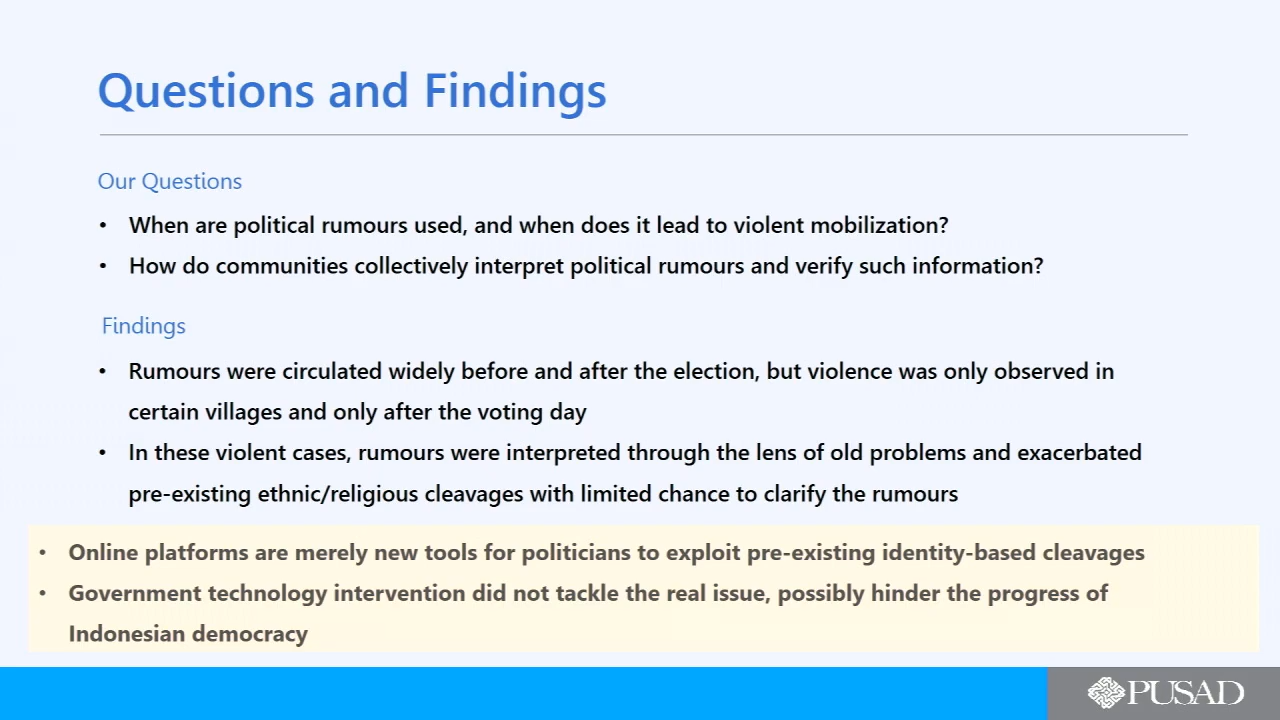 Questions and Findings
Our Questions
• When are political rumours used, and when does it lead to violent mobilization?
• How do communities collectively interpret political rumours and verify such information?
Findings
• Rumours were circulated widely before and after the election, but violence was only observed in
certain villages and only after the voting day
• In these violent cases, rumours were interpreted through the lens of old problems and exacerbated
pre-existing ethnic/religious cleavages with limited chance to clarify the rumours
• Online platforms are merely new tools for politicians to exploit pre-existing identity-based cleavages
• Government technology intervention did not tackle the real issue, possibly hinder the progress of
Indonesian democracy
PUSAD